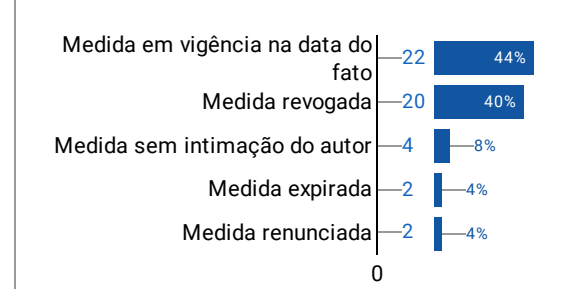 Medida em vigência na data do
fato
22
44%
Medida revogada
20
40%
Medida sem intimação do autor
4
8%
Medida expirada
2
4%
Medida renunciada
2
4%
0